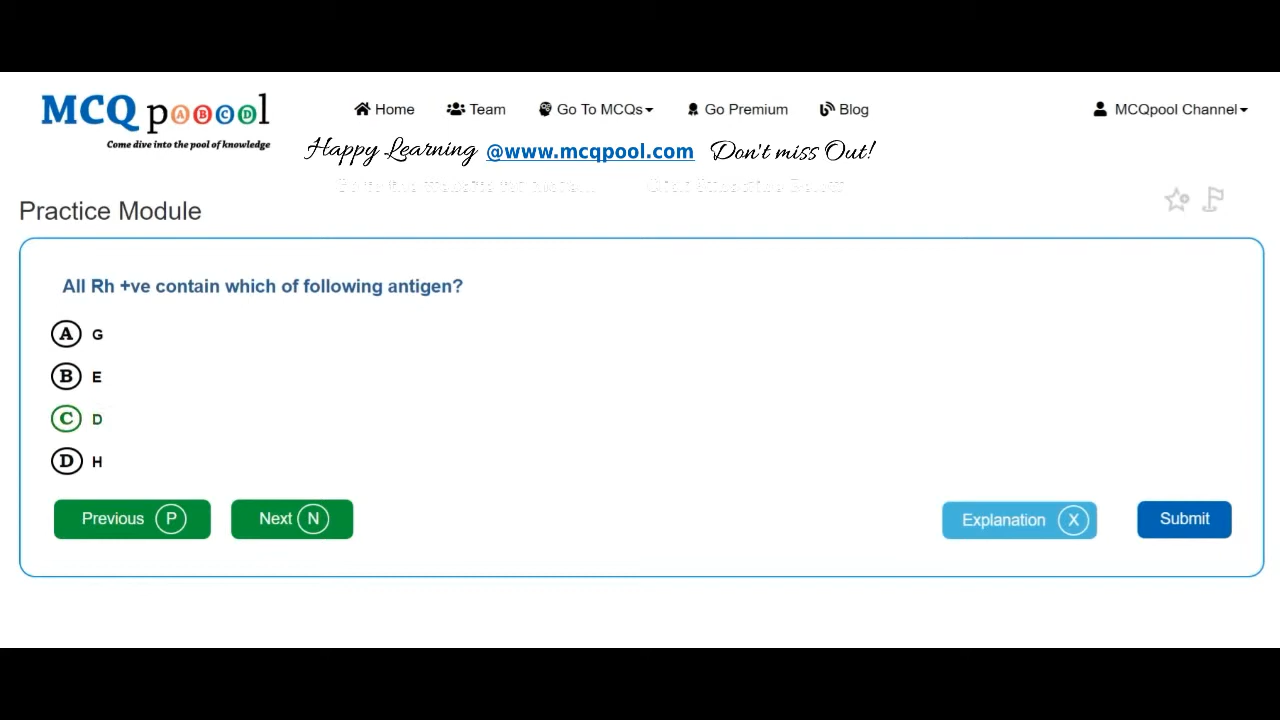 MCQ pABCDl
Come dive into the pool of knowledge
Home Team Go To MCQs Go Premium Blog MCQpool Channel
Happy Learning @www.mcqpool.com Don't miss Out!
Practice Module
All Rh +ve contain which of following antigen?
A G
B E
C D
D H
Previous P Next N Explanation X Submit